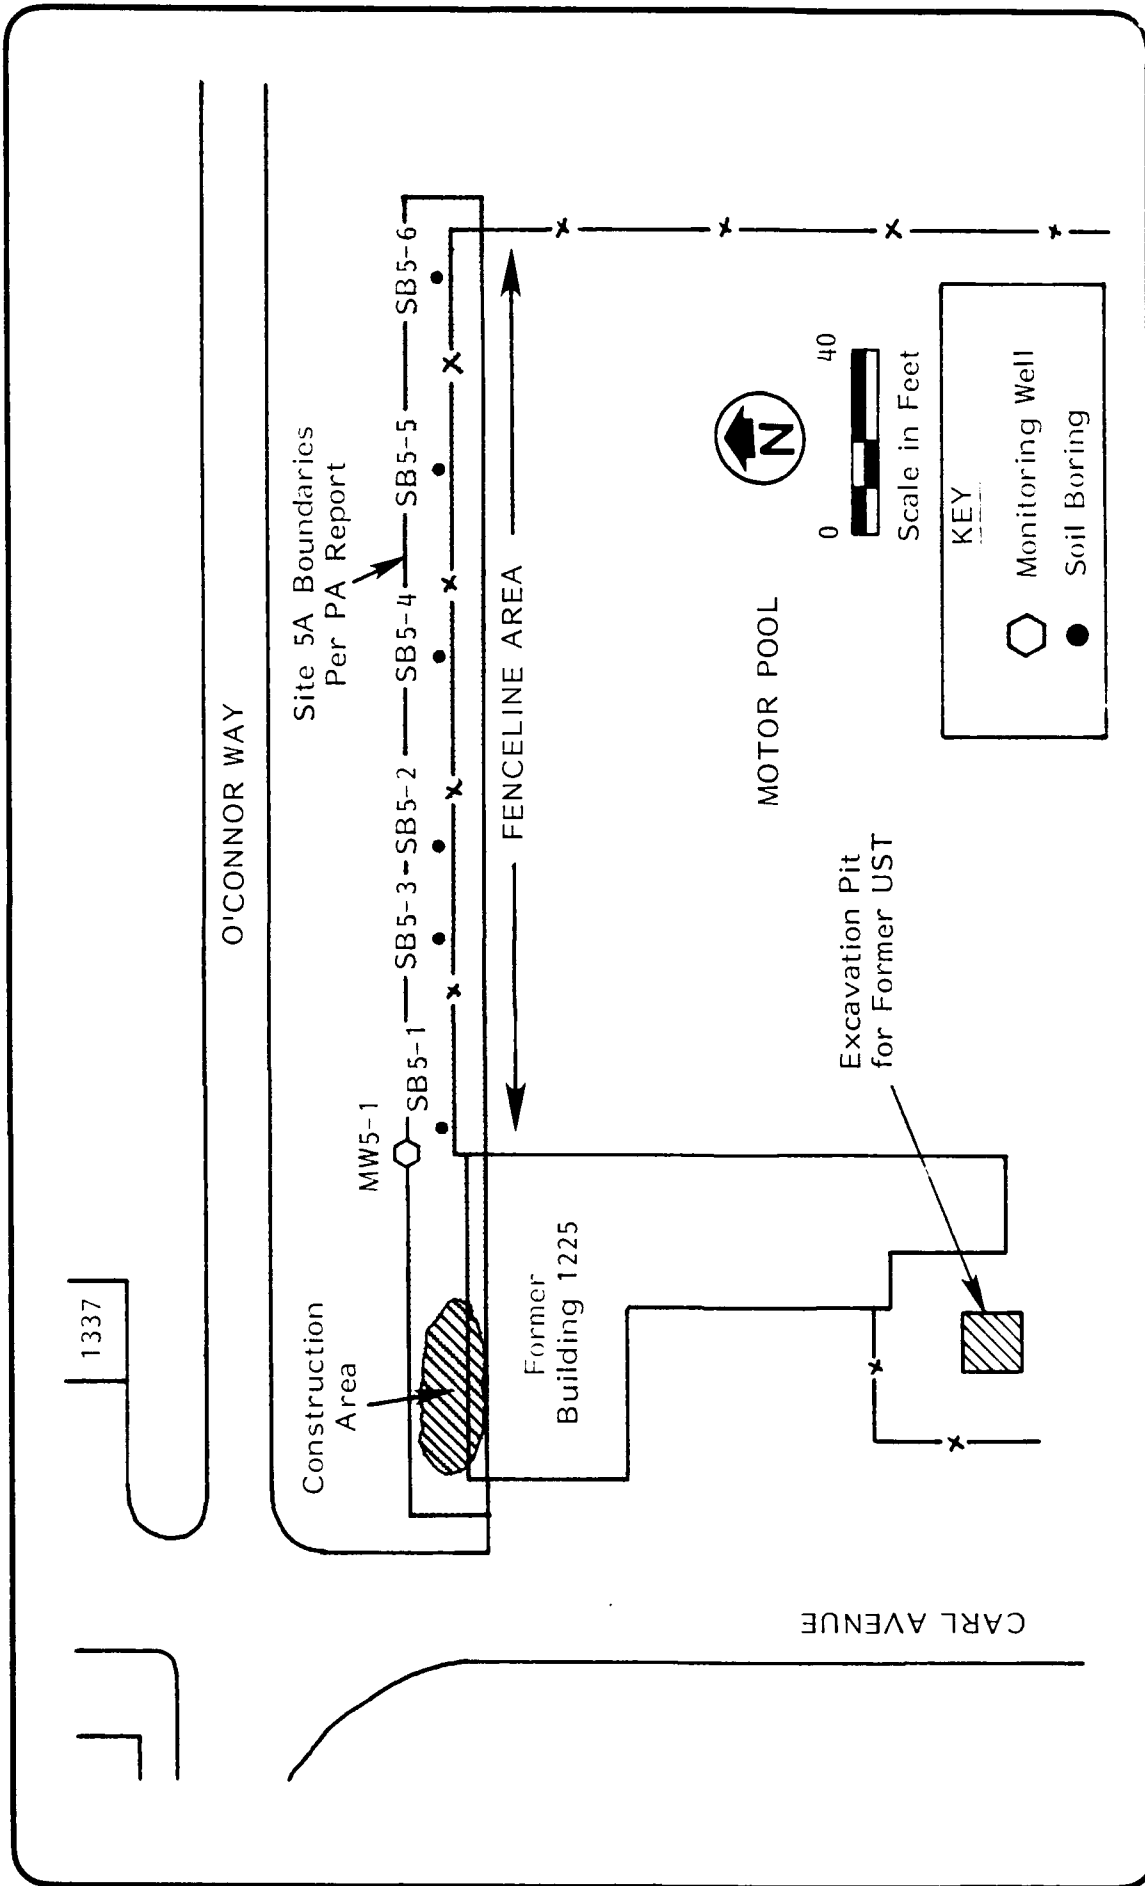 1337
O'CONNOR WAY
Construction
Area
MW5-1
SB5-1
SB5-3
SB5-2
SB5-4
SB5-5
SB5-6
Site 5A Boundaries
Per PA Report
FENCELINE AREA
Former
Building 1225
MOTOR POOL
N
0
40
Scale in Feet
Excavation Pit
for Former UST
KEY
Monitoring Well
Soil Boring
CARL AVENUE